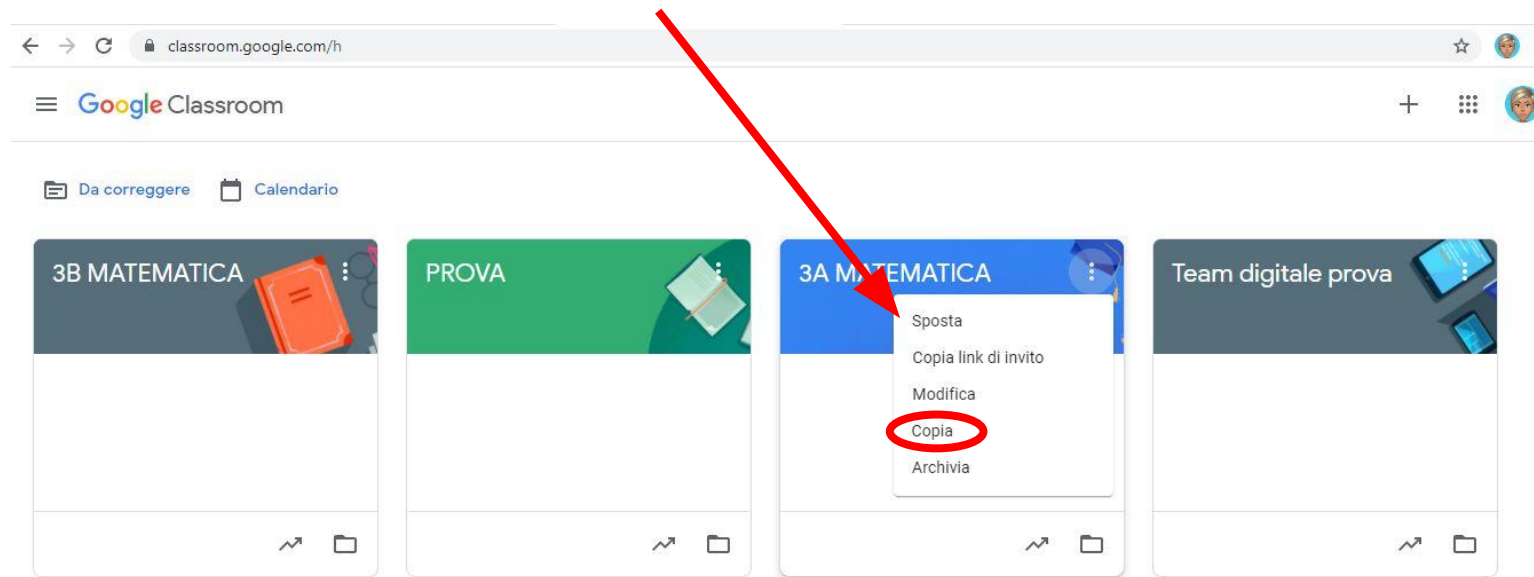 classroom.google.com/h
Google Classroom
Da correggere Calendario
3B MATEMATICA
PROVA
3A MATEMATICA
Team digitale prova
Sposta
Copia link di invito
Modifica
Copia
Archivia